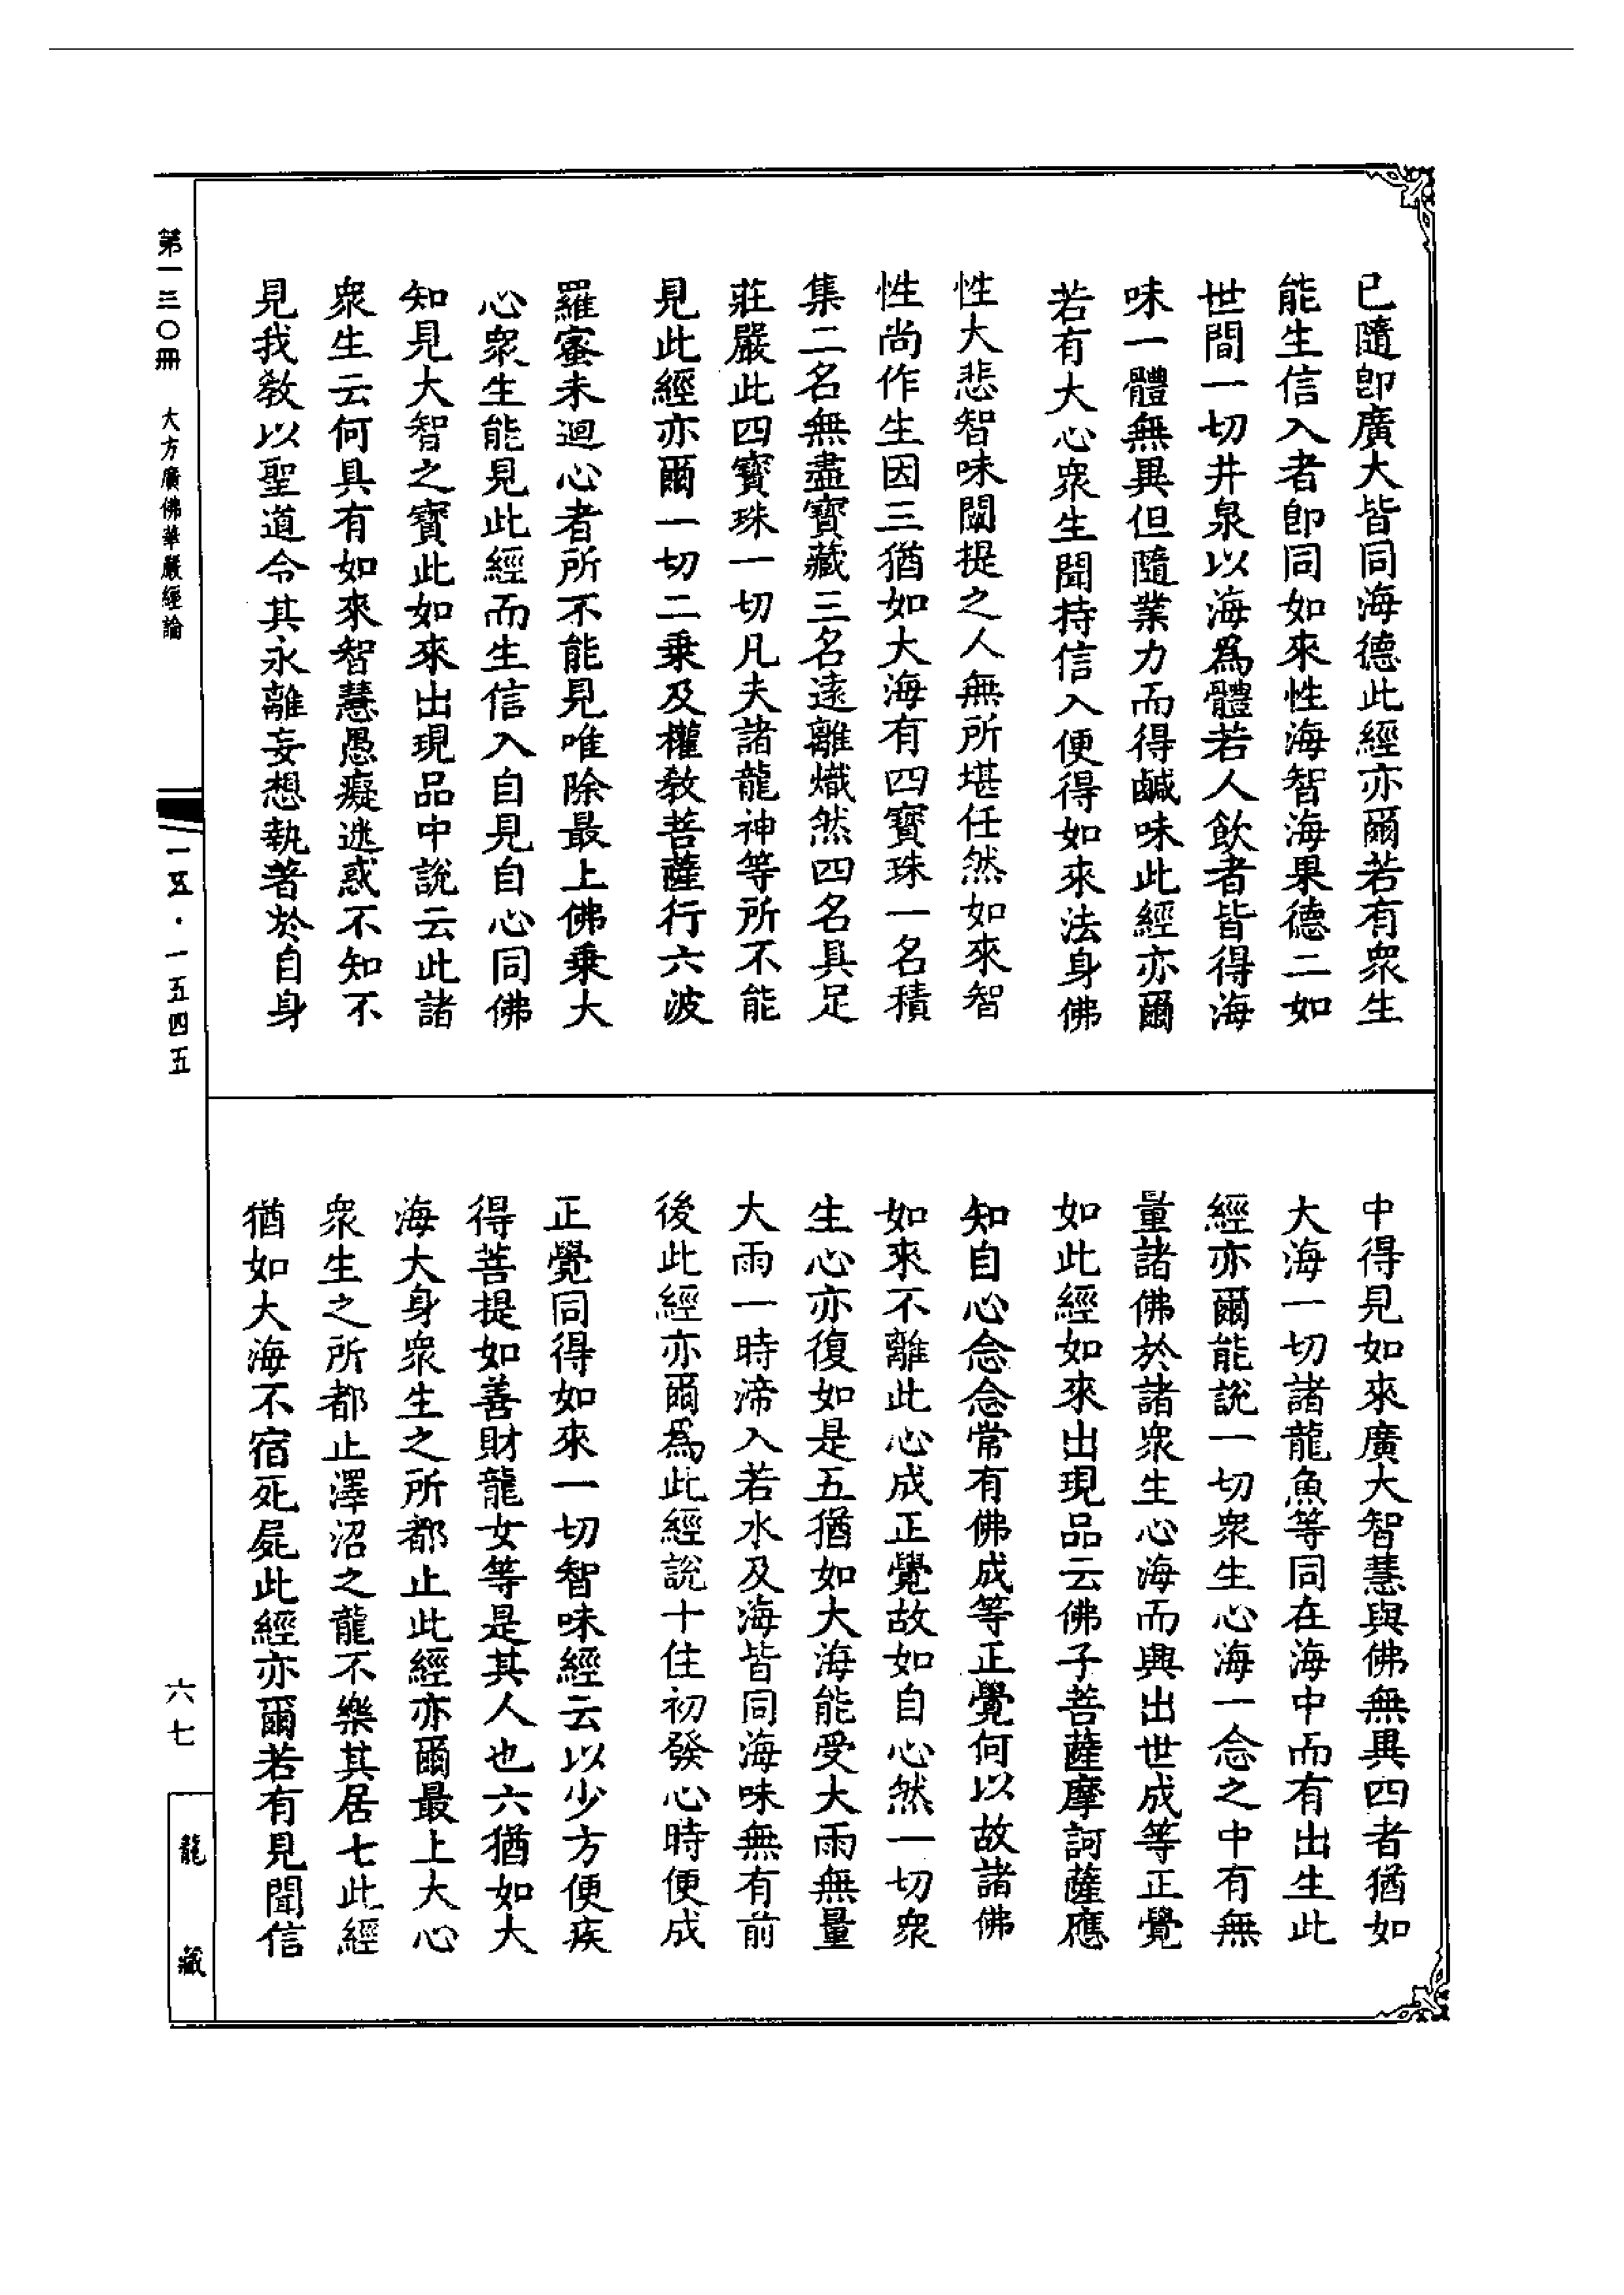 已隨卽廣大皆同海德此經亦爾若有衆生
能生信入者卽同如來性海智海果德二如
世間一切井泉以海爲體若人飲者皆得海
味一體無異但隨業力而得鹹味此經亦爾
若有大心衆生聞持信入便得如來法身佛
性大悲智味闡提之人無所堪任然如來智
性尚作生因三猶如大海有四寶珠一名積
集二名無盡寶藏三名遠離熾然四名具足
莊嚴此四寶珠一切凡夫諸龍神等所不能
見此經亦爾一切二乗及權教菩薩行六波
羅蜜未迴心者所不能見唯除最上佛乗大
心衆生能見此經而生信入自見自心同佛
知見大智之寶此如來出現品中說云此諸
衆生云何具有如來智慧愚癡迷惑不知不
見我教以聖道令其永離妄想執著於自身
中得見如來廣大智慧與佛無異四者猶如
大海一切諸龍魚等同在海中而有出生此
經亦爾能說一切衆生心海一念之中有無
量諸佛於諸衆生心海而興出世成等正覺
如此經如來出現品云佛子菩薩摩訶薩應
知自心念念常有佛成等正覺何以故諸佛
如來不離此心成正覺故如自心然一切衆
生心亦復如是五猶如大海能受大雨無量
大雨一時渧入若水及海皆同海味無有前
後此經亦爾爲此經說十住初發心時便成
正覺同得如來一切智味經云以少方便疾
得菩提如善財龍女等是其人也六猶如大
海大身衆生之所都止此經亦爾最上大心
衆生之所都止澤沼之龍不樂其居七此經
猶如大海不宿死屍此經亦爾若有見聞信
第一三〇冊 大方廣佛華嚴經論
一五·一五四五
六七
龍藏